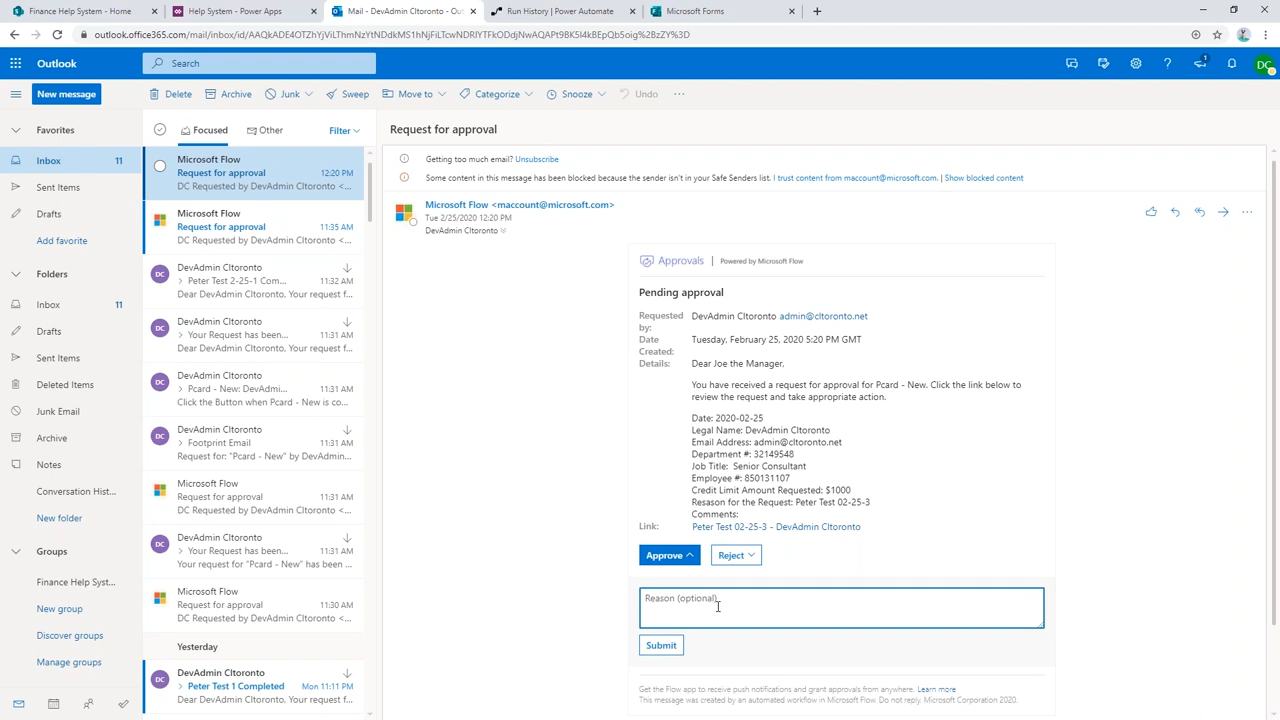 Finance Help System - Home
Help System - Power Apps
Mail - DevAdmin Cltoronto - Outl
Run History | Power Automate
Microsoft Forms
outlook.office365.com/mail/inbox/id/AAQkADE4OTZhYjViLThmNzYtNDdkMS1hNjFiLTcwNDRlYTFkODdjNwAQAPt9BK5l4kBEpQb5oig%2BzZY%3D
Outlook
Search
1
DC
New message
Delete
Archive
Junk
Sweep
Move to
Categorize
Snooze
Undo
Favorites
Inbox 11
Sent Items
Drafts
Add favorite
Folders
Inbox 11
Drafts
Sent Items
Deleted Items
Junk Email
Archive
Notes
Conversation Hist...
New folder
Groups
Finance Help Syst...
New group
Discover groups
Manage groups
Focused
Other
Filter
Microsoft Flow
Request for approval 12:20 PM
DC Requested by DevAdmin Cltoronto <...
Microsoft Flow
Request for approval 11:35 AM
DC Requested by DevAdmin Cltoronto <...
DC
DevAdmin Cltoronto
Peter Test 2-25-1 Com... 11:32 AM
Dear DevAdmin Cltoronto, Your request f...
DC
DevAdmin Cltoronto
Your Request has been... 11:31 AM
Dear DevAdmin Cltoronto, Your request f...
DC
DevAdmin Cltoronto
Pcard - New: DevAdmi... 11:31 AM
Click the Button when Pcard - New is co...
DC
DevAdmin Cltoronto
Footprint Email 11:31 AM
Request for: "Pcard - New" by DevAdmin...
Microsoft Flow
Request for approval 11:31 AM
DC Requested by DevAdmin Cltoronto <...
DC
DevAdmin Cltoronto
Your Request has been... 11:31 AM
Your request for "Pcard - New" has been ...
Microsoft Flow
Request for approval 11:30 AM
DC Requested by DevAdmin Cltoronto <...
Yesterday
DC
DevAdmin Cltoronto
Peter Test 1 Completed Mon 11:11 PM
Dear DevAdmin Cltoronto, Your request f...
Request for approval
Getting too much email? Unsubscribe
Some content in this message has been blocked because the sender isn't in your Safe Senders list. I trust content from maccount@microsoft.com. | Show blocked content
Microsoft Flow <maccount@microsoft.com>
Tue 2/25/2020 12:20 PM
DevAdmin Cltoronto
Approvals | Powered by Microsoft Flow
Pending approval
Requested by: DevAdmin Cltoronto admin@cltoronto.net
Date Created: Tuesday, February 25, 2020 5:20 PM GMT
Details: Dear Joe the Manager,
You have received a request for approval for Pcard - New. Click the link below to
review the request and take appropriate action.
Date: 2020-02-25
Legal Name: DevAdmin Cltoronto
Email Address: admin@cltoronto.net
Department #: 32149548
Job Title: Senior Consultant
Employee #: 850131107
Credit Limit Amount Requested: $1000
Resason for the Request: Peter Test 02-25-3
Comments:
Link: Peter Test 02-25-3 - DevAdmin Cltoronto
Approve
Reject
Reason (optional)
Submit
Get the Flow app to receive push notifications and grant approvals from anywhere. Learn more
This message was created by an automated workflow in Microsoft Flow. Do not reply. Microsoft Corporation 2020.